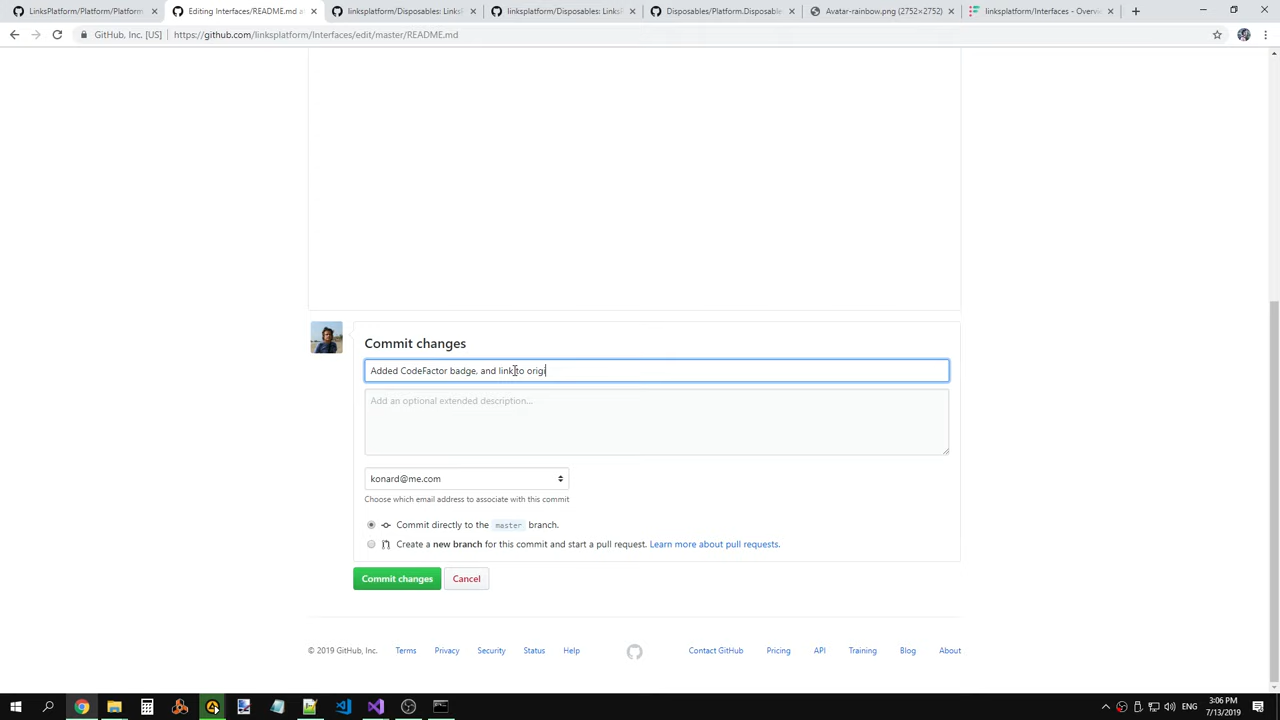 LinksPlatform/Platform/Platform
Editing Interfaces/README.md a
linksplatform/Disposables: LinksF
linksplatform/Disposables: LinksF
Disposables/Platform.Disposable
Avatar-rainbow.png (2752×2752)
linksplatform/Interfaces - Overv
GitHub, Inc. [US] | https://github.com/linksplatform/Interfaces/edit/master/README.md
Commit changes
Added CodeFactor badge, and link to origi
Add an optional extended description...
konard@me.com
Choose which email address to associate with this commit
Commit directly to the master branch.
Create a new branch for this commit and start a pull request. Learn more about pull requests.
Commit changes
Cancel
© 2019 GitHub, Inc. Terms Privacy Security Status Help Contact GitHub Pricing API Training Blog About
ENG
3:06 PM
7/13/2019